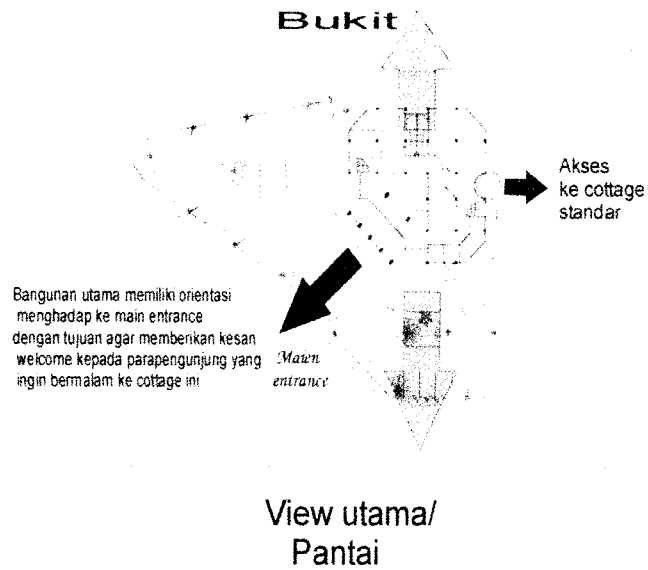 Bukit
Akses
ke cottage
standar
Bangunan utama memiliki orientasi
menghadap ke main entrance
dengan tujuan agar memberikan kesan
welcome kepada parapengunjung yang
ingin bermalam ke cottage ini
Maien
entrance
View utama/
Pantai